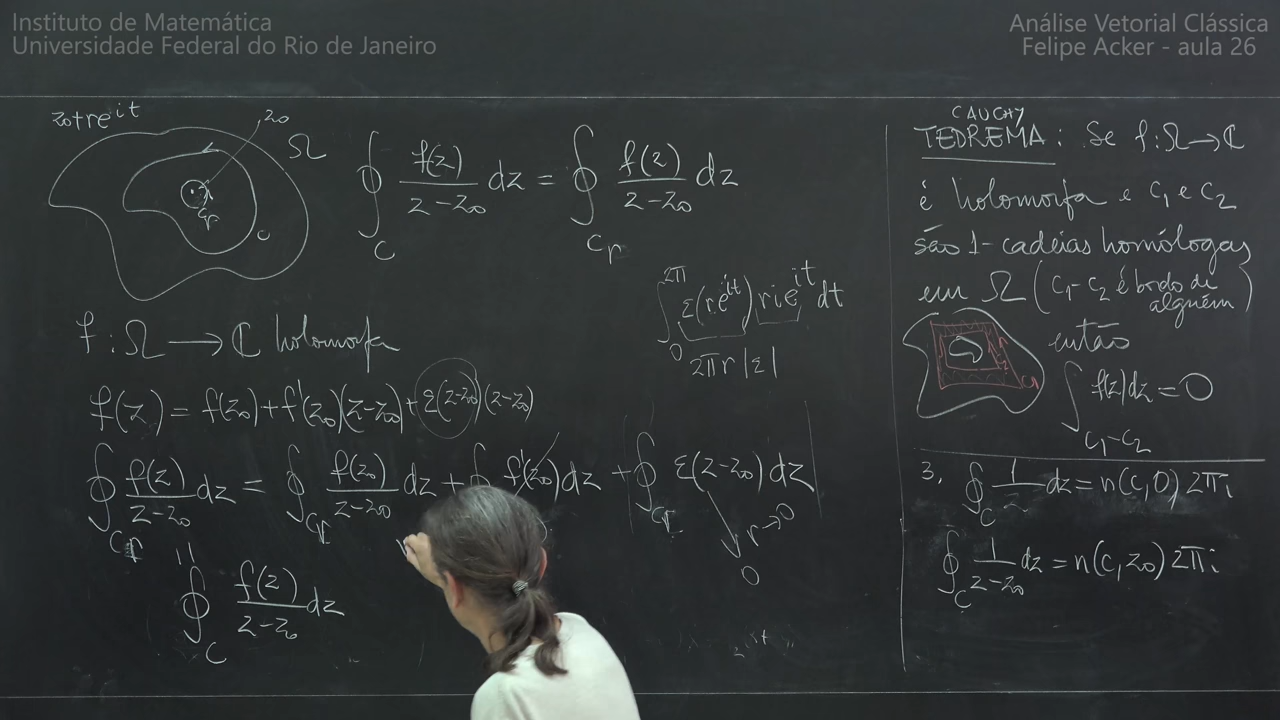 Instituto de Matemática
Universidade Federal do Rio de Janeiro
Análise Vetorial Clássica
Felipe Acker - aula 26
z₀+re^{it}
z₀
Ω
C_r
C
∮_C f(z)/(z-z₀) dz = ∮_{C_r} f(z)/(z-z₀) dz
∫_0^{2π} ε(re^{it}) rie^{it} dt
2πr|ε|
f: Ω → ℂ holomorfa
f(z) = f(z₀) + f'(z₀)(z-z₀) + ε(z-z₀)(z-z₀)
∮_{C_r} f(z)/(z-z₀) dz = ∮_{C_r} f(z₀)/(z-z₀) dz + ∮ f'(z₀) dz + |∮_{C_r} ε(z-z₀) dz|
r→0
0
||
∮_C f(z)/(z-z₀) dz
CAUCHY
TEOREMA: Se f: Ω → ℂ
é holomorfa e C₁ e C₂
são 1-cadeias homólogas
em Ω (C₁-C₂ é bordo de
alguém)
então
∫_{C₁-C₂} f(z)dz = 0
3. ∮_C 1/z dz = n(C,0) 2πi
∮_C 1/(z-z₀) dz = n(C,z₀) 2πi